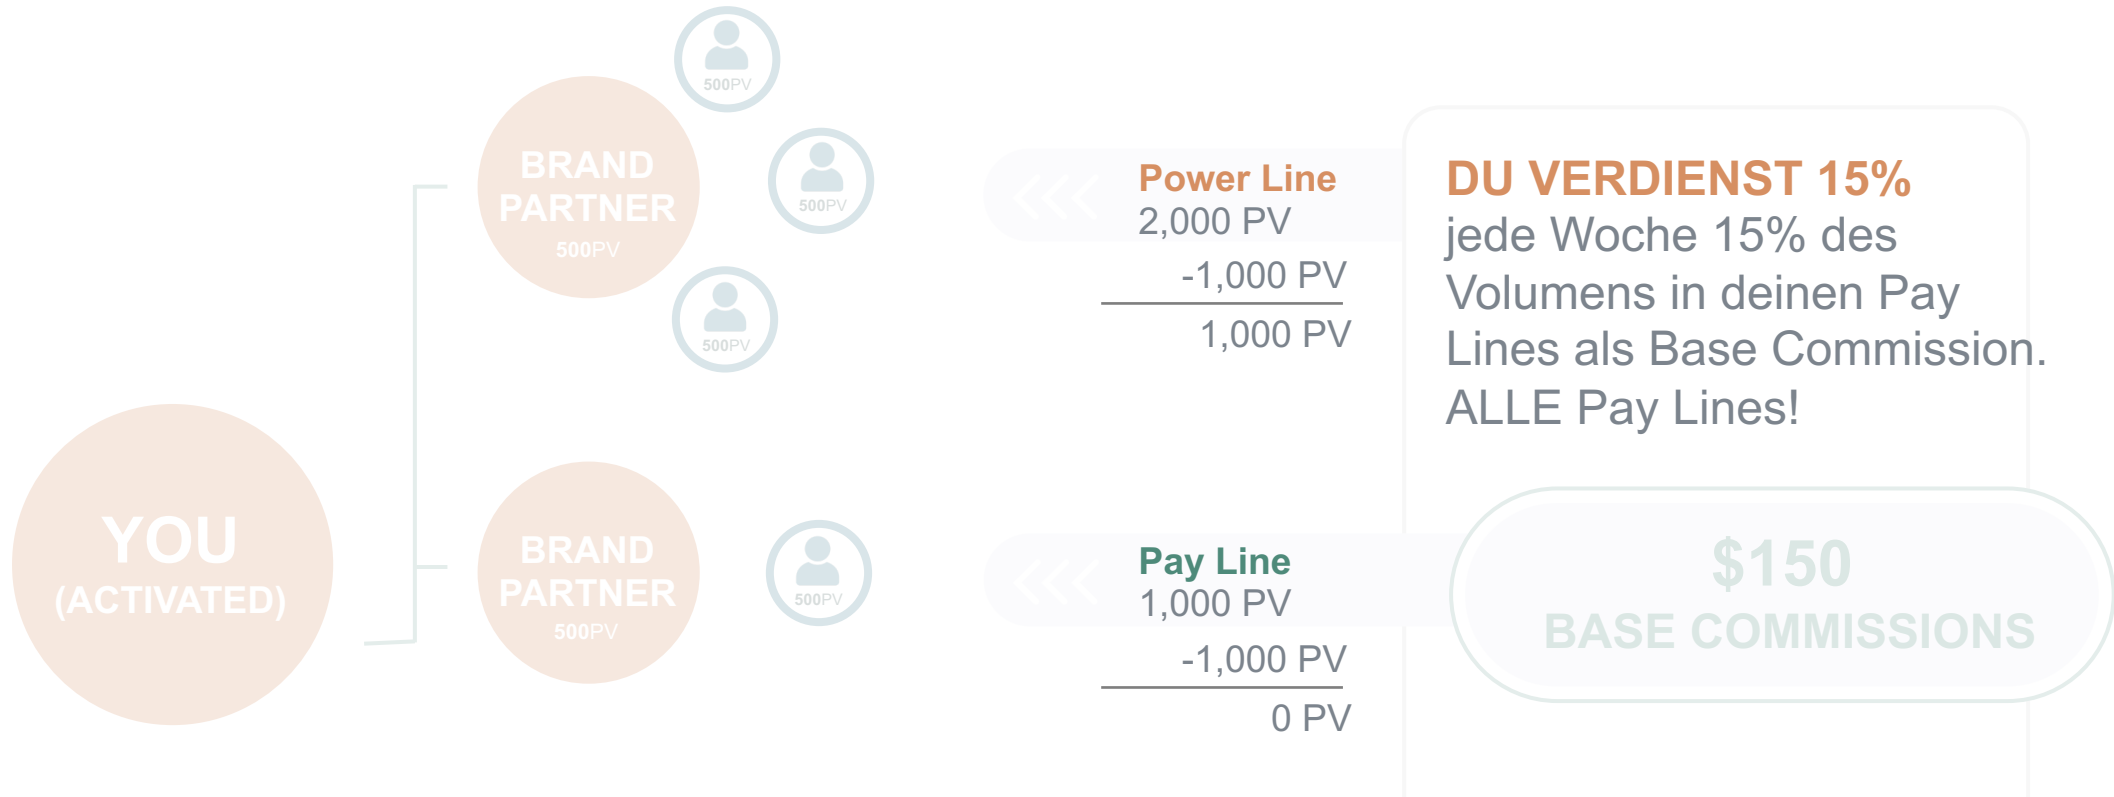 500PV
BRAND
PARTNER
500PV
500PV
500PV
YOU
(ACTIVATED)
BRAND
PARTNER
500PV
500PV
Power Line
2,000 PV
-1,000 PV
1,000 PV
Pay Line
1,000 PV
-1,000 PV
0 PV
DU VERDIENST 15%
jede Woche 15% des
Volumens in deinen Pay
Lines als Base Commission.
ALLE Pay Lines!
$150
BASE COMMISSIONS